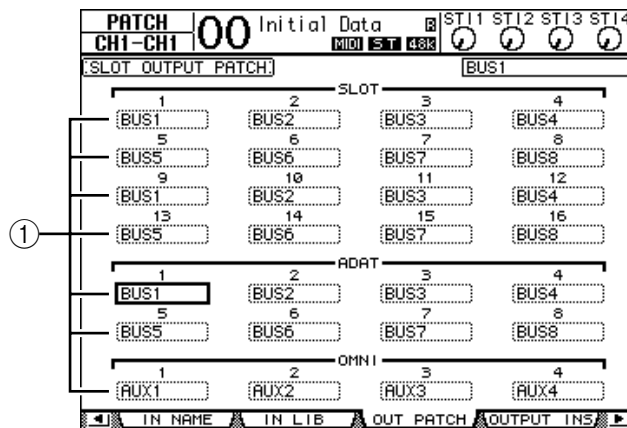 PATCH
CH1-CH1
00
Initial Data
R
MIDI ST 48k
STI1 STI2 STI3 STI4
SLOT OUTPUT PATCH
BUS1
SLOT
1 2 3 4
BUS1 BUS2 BUS3 BUS4
5 6 7 8
BUS5 BUS6 BUS7 BUS8
9 10 11 12
BUS1 BUS2 BUS3 BUS4
13 14 15 16
BUS5 BUS6 BUS7 BUS8
1
ADAT
1 2 3 4
BUS1 BUS2 BUS3 BUS4
5 6 7 8
BUS5 BUS6 BUS7 BUS8
OMNI
1 2 3 4
AUX1 AUX2 AUX3 AUX4
IN NAME IN LIB OUT PATCH OUTPUT INS